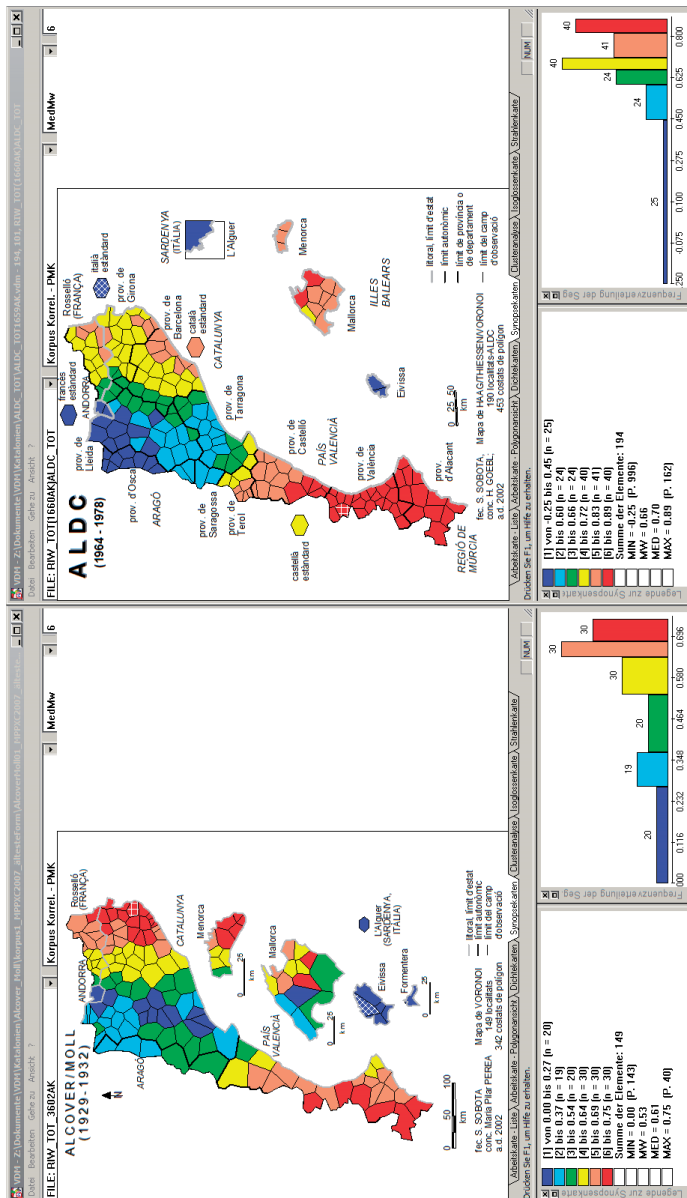 VDM - Z:\Dokumente\VDM\Katalonien\Alcover_Moll\korpus1_MPPXC2007_ältesteForm\AlcoverMoll01_MPPXC2007_älteste
Datei Bearbeiten Gehe zu Ansicht ?
FILE: RIW_TOT_3602AK
Korpus Korrel. - PMK
MedMw
6
ALCOVER/MOLL
(1929-1932)
N
ANDORRA
Rosselló
(FRANÇA)
ARAGÓ
CATALUNYA
Menorca
0 25
km
PAÍS
VALENCIÀ
Mallorca
0 25
km
Eivissa
Formentera
0 25
km
L'Alguer
(SARDENYA,
ITÀLIA)
0 50 100
km
fec. S. SOBOTA,
conc. Maria Pilar PEREA
a.d. 2002
Mapa de VORONOI
149 localitats
342 costats de polígon
litoral, límit d'estat
límit autonòmic
límit del camp
d'observació
Arbeitskarte - Liste Arbeitskarte - Polygonansicht Dichtekarten Synopsekarten Clusteranalyse Isoglossenkarte Strahlenkarte
Drücken Sie F1, um Hilfe zu erhalten.
NUM
Legende zur Synopsenkarte
[1] von 0.00 bis 0.27 [n = 20)
[2] bis 0.37 (n = 19)
[3] bis 0.54 (n = 20)
[4] bis 0.64 (n = 30)
[5] bis 0.69 (n = 30)
[6] bis 0.75 (n = 30)
Summe der Elemente: 149
MIN = 0.00 (P. 143)
MW = 0.53
MED = 0.61
MAX = 0.75 (P. 40)
Frequenzverteilung der Seg
20
19
20
30
30
30
.000 0.116 0.232 0.348 0.464 0.580 0.696
VDM - Z:\Dokumente\VDM\Katalonien\ALDC_TOT\1659AK.vdm - 194, 101, RIW_TOT(1660AK)ALDC_TOT
Datei Bearbeiten Gehe zu Ansicht ?
FILE: RIW_TOT(1660AK)ALDC_TOT
Korpus Korrel. - PMK
MedMw
6
ALDC
(1964 - 1978)
francès
estàndard
ANDORRA
Rosselló
(FRANÇA)
italià
estàndard
prov. de
Lleida
prov. de
Girona
prov. d'Osca
ARAGÓ
prov. de
Barcelona
català
estàndard
CATALUNYA
SARDENYA
(ITÀLIA)
L'Alguer
prov. de
Saragossa
prov. de
Tarragona
prov. de
Terol
Menorca
castellà
estàndard
prov. de
Castelló
PAÍS
VALENCIÀ
Mallorca
ILLES
BALEARS
prov. de
València
Eivissa
prov.
d'Alacant
REGIÓ DE
MÚRCIA
0 25 50
km
fec. S. SOBOTA,
conc. H. GOEBL,
a.d. 2002
Mapa de HAAG/THIESSEN/VORONOI
190 localitats-ALDC
453 costats de polígon
litoral, límit d'estat
límit autonòmic
límit de província o
de departament
límit del camp
d'observació
Arbeitskarte - Liste Arbeitskarte - Polygonansicht Dichtekarten Synopsekarten Clusteranalyse Isoglossenkarte Strahlenkarte
Drücken Sie F1, um Hilfe zu erhalten.
NUM
Legende zur Synopsenkarte
[1] von -0.25 bis 0.45 [n = 25)
[2] bis 0.60 (n = 24)
[3] bis 0.66 (n = 24)
[4] bis 0.72 (n = 40)
[5] bis 0.83 (n = 41)
[6] bis 0.89 (n = 40)
Summe der Elemente: 194
MIN = -0.25 (P. 996)
MW = 0.66
MED = 0.70
MAX = 0.89 (P. 162)
Frequenzverteilung der Seg
25
24
24
40
41
40
.250 -0.075 0.100 0.275 0.450 0.625 0.800